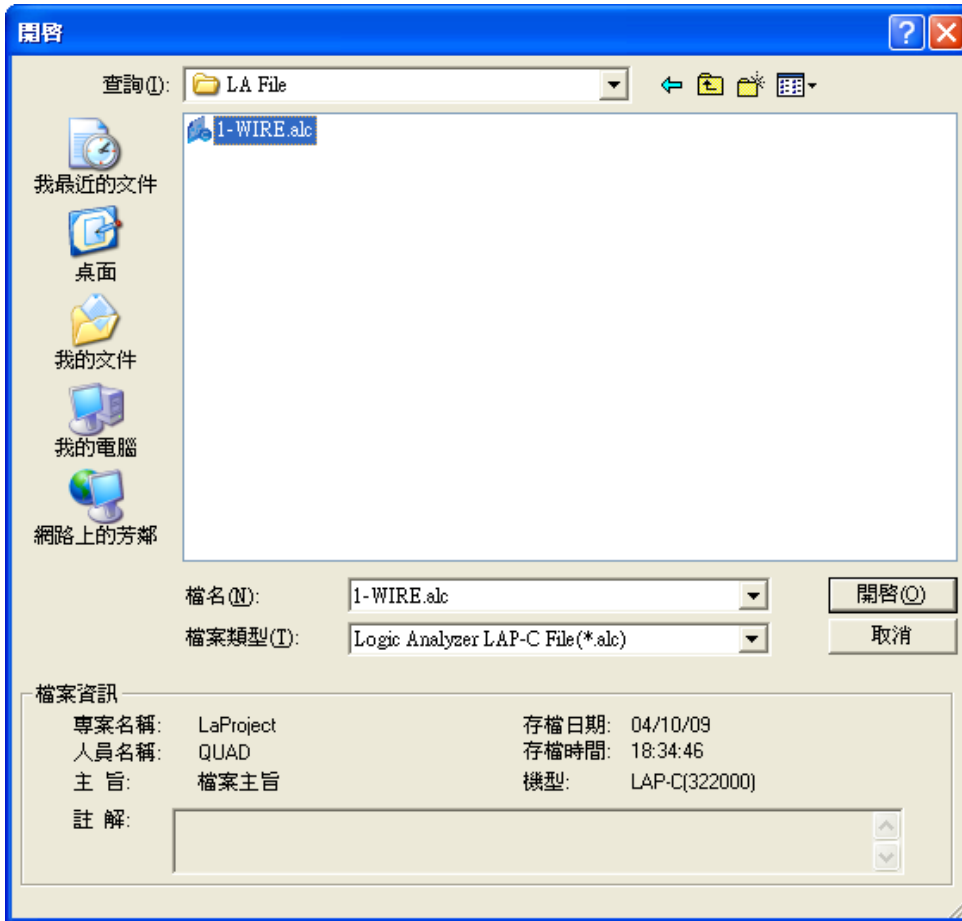 開啓
查詢(I): LA File
1-WIRE.alc
我最近的文件
桌面
我的文件
我的電腦
網路上的芳鄰
檔名(N): 1-WIRE.alc 開啓(O)
檔案類型(T): Logic Analyzer LAP-C File(*.alc) 取消
檔案資訊
專案名稱: LaProject 存檔日期: 04/10/09
人員名稱: QUAD 存檔時間: 18:34:46
主 旨: 檔案主旨 機型: LAP-C(322000)
註 解: